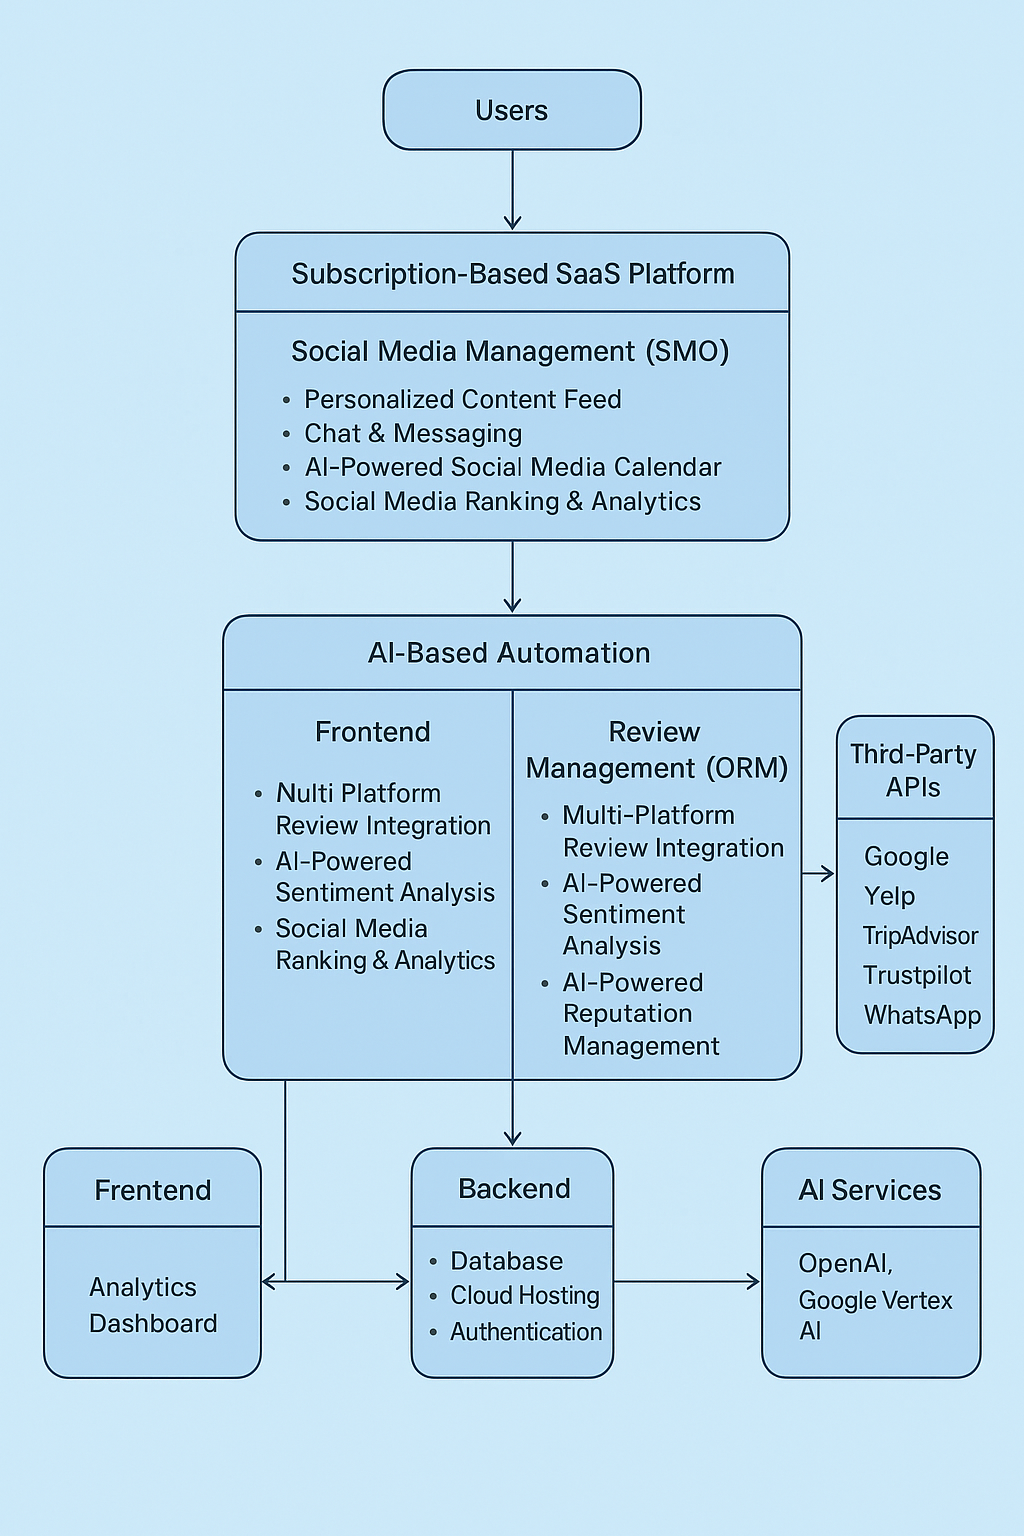 Users
Subscription-Based SaaS Platform
Social Media Management (SMO)
• Personalized Content Feed
• Chat & Messaging
• AI-Powered Social Media Calendar
• Social Media Ranking & Analytics
AI-Based Automation
Frontend
• Nulti Platform
Review Integration
• AI-Powered
Sentiment Analysis
• Social Media
Ranking & Analytics
Review
Management (ORM)
• Multi-Platform
Review Integration
• AI-Powered
Sentiment
Analysis
• AI-Powered
Reputation
Management
Third-Party
APIs
Google
Yelp
TripAdvisor
Trustpilot
WhatsApp
Frentend
Analytics
Dashboard
Backend
• Database
• Cloud Hosting
• Authentication
AI Services
OpenAI,
Google Vertex
AI